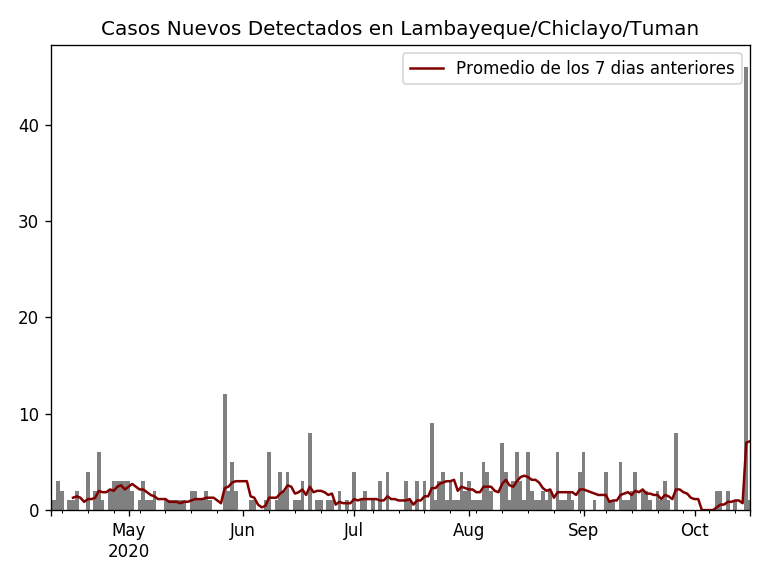 Casos Nuevos Detectados en Lambayeque/Chiclayo/Tuman
Promedio de los 7 dias anteriores
40
30
20
10
0
May Jun Jul Aug Sep Oct
2020